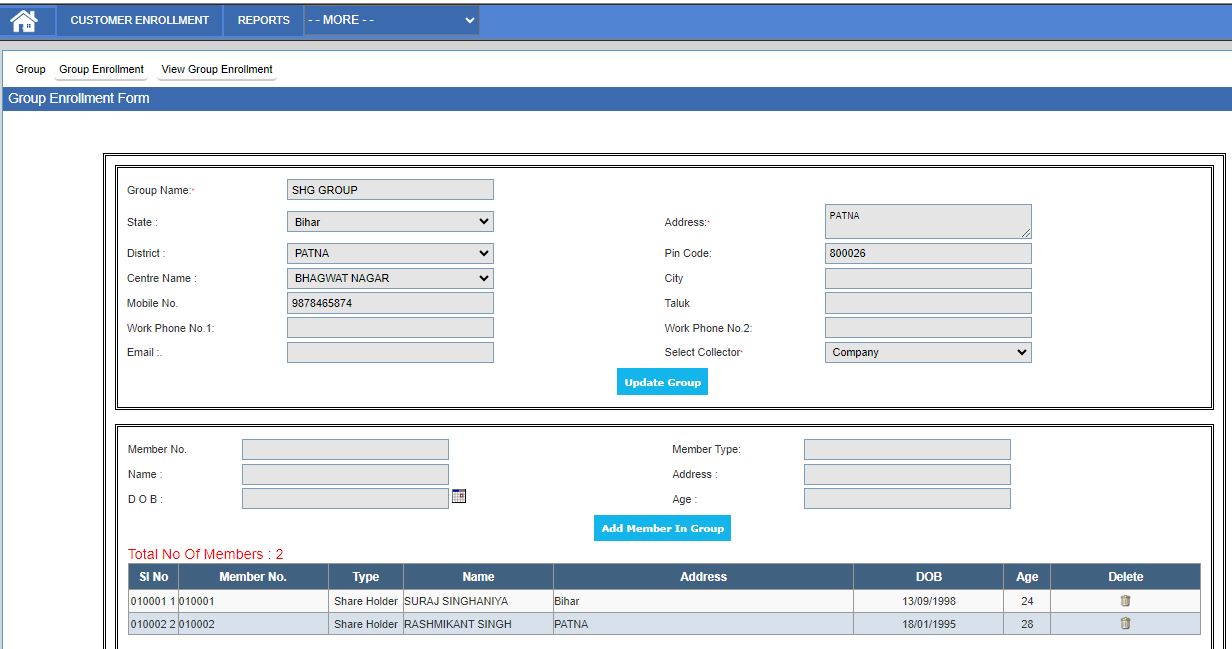 CUSTOMER ENROLLMENT REPORTS - - MORE - -
Group Group Enrollment View Group Enrollment
Group Enrollment Form
Group Name:* SHG GROUP
State : Bihar Address:* PATNA
District : PATNA Pin Code: 800026
Centre Name : BHAGWAT NAGAR City
Mobile No. 9878465874 Taluk
Work Phone No.1: Work Phone No.2:
Email :. Select Collector* Company
Update Group
Member No. Member Type:
Name : Address :
D O B : Age :
Add Member In Group
Total No Of Members : 2
Sl No Member No. Type Name Address DOB Age Delete
010001 1 010001 Share Holder SURAJ SINGHANIYA Bihar 13/09/1998 24
010002 2 010002 Share Holder RASHMIKANT SINGH PATNA 18/01/1995 28